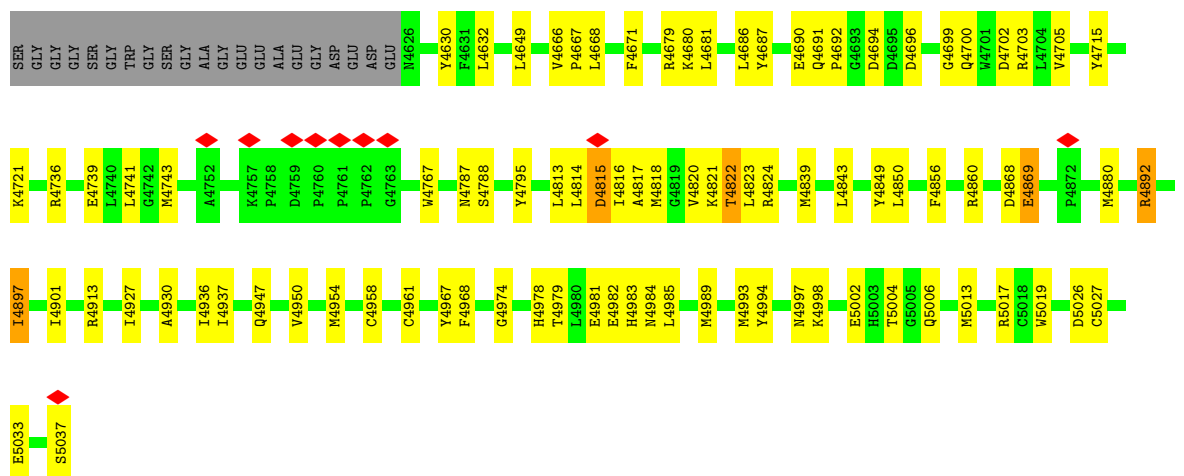 SER GLY GLY GLY SER GLY TRP GLY SER GLY ALA GLY GLU GLU ALA GLU GLY ASP GLU ASP GLU N4626 Y4630 F4631 L4632 L4649 V4666 P4667 L4668 F4671 R4679 K4680 L4681 L4686 Y4687 E4690 Q4691 P4692 G4693 D4694 D4695 D4696 G4699 Q4700 W4701 D4702 R4703 L4704 V4705 Y4715
K4721 R4736 E4739 L4740 L4741 G4742 M4743 A4752 K4757 P4758 D4759 P4760 P4761 P4762 G4763 W4767 N4787 S4788 Y4795 L4813 L4814 D4815 I4816 A4817 M4818 G4819 V4820 K4821 T4822 L4823 R4824 M4839 L4843 Y4849 L4850 F4856 R4860 D4868 E4869 P4872 M4880 R4892
I4897 I4901 R4913 I4927 A4930 I4936 I4937 Q4947 V4950 M4954 C4958 C4961 Y4967 F4968 G4974 H4978 T4979 L4980 E4981 E4982 H4983 N4984 L4985 M4989 M4993 Y4994 N4997 K4998 E5002 H5003 T5004 G5005 Q5006 M5013 R5017 C5018 W5019 D5026 C5027
E5033 S5037